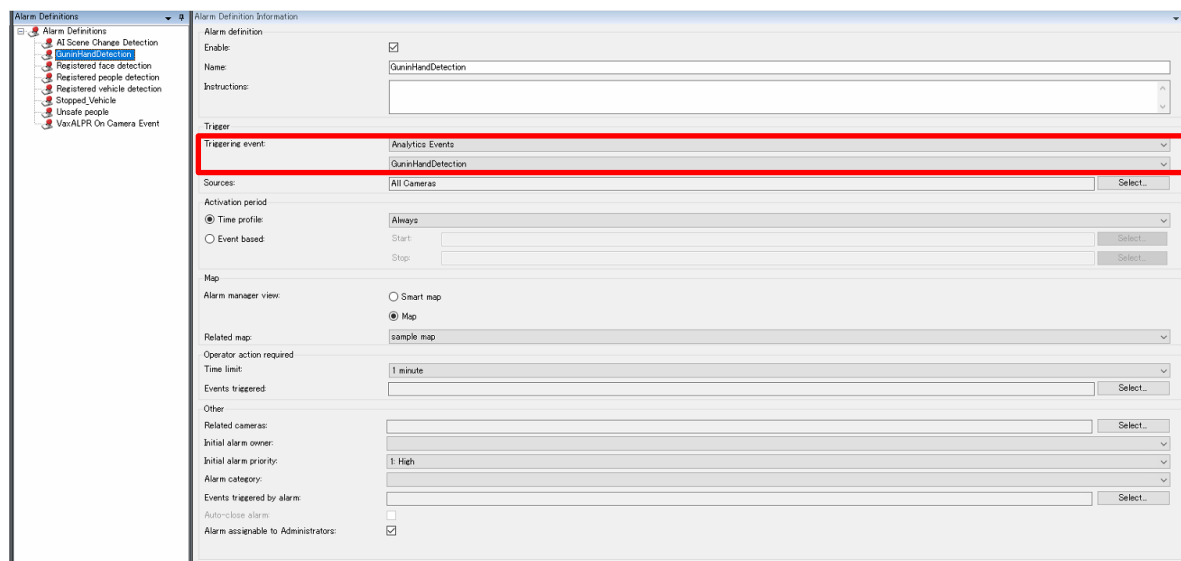 Alarm Definitions
Alarm Definitions
AI Scene Change Detection
GuninHandDetection
Registered face detection
Registered people detection
Registered vehicle detection
Stopped_Vehicle
Unsafe people
VaxALPR On Camera Event
Alarm Definition Information
Alarm definition
Enable:
Name: GuninHandDetection
Instructions:
Trigger
Triggering event: Analytics Events
GuninHandDetection
Sources: All Cameras Select...
Activation period
Time profile: Always
Event based: Start: Select...
Stop: Select...
Map
Alarm manager view: Smart map
Map
Related map: sample map
Operator action required
Time limit: 1 minute
Events triggered: Select...
Other
Related cameras: Select...
Initial alarm owner:
Initial alarm priority: 1: High
Alarm category:
Events triggered by alarm: Select...
Auto-close alarm:
Alarm assignable to Administrators: